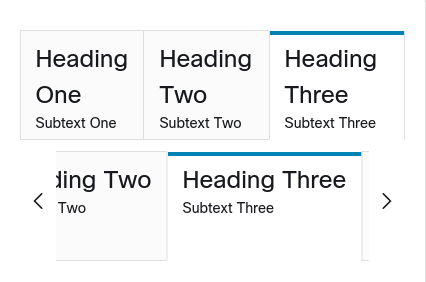 Heading Heading Heading
One Two Three
Subtext One Subtext Two Subtext Three
ding Two Heading Three
Two Subtext Three